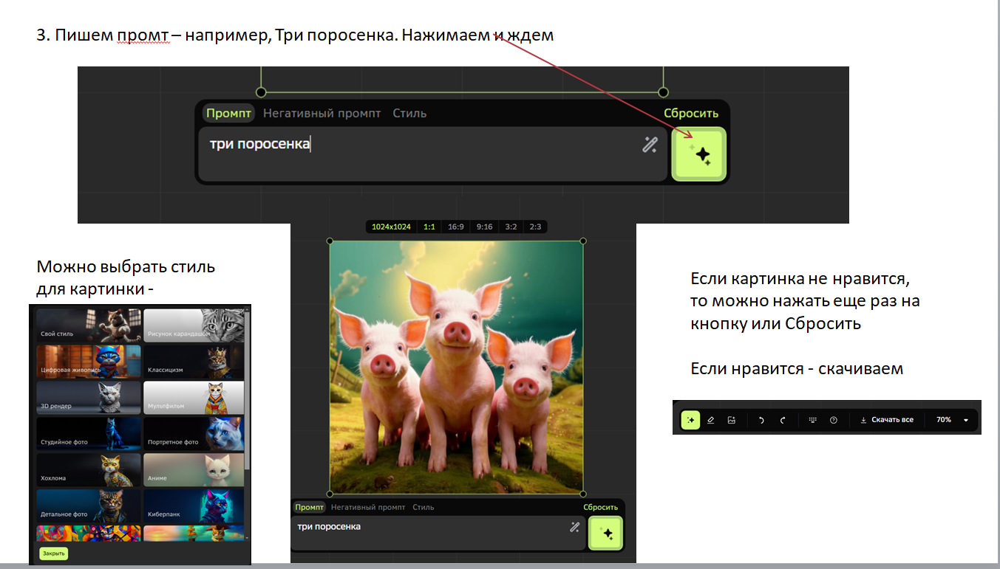 3. Пишем промт – например, Три поросенка. Нажимаем и ждем
Промпт Негативный промпт Стиль Сбросить
три поросенка
1024x1024 1:1 16:9 9:16 3:2 2:3
Можно выбрать стиль
для картинки -
Свой стиль Рисунок карандашом
Цифровая живопись Классицизм
3D рендер Мультфильм
Студийное фото Портретное фото
Хохлома Аниме
Детальное фото Киберпанк
Закрыть
Промпт Негативный промпт Стиль Сбросить
три поросенка
Если картинка не нравится,
то можно нажать еще раз на
кнопку или Сбросить
Если нравится - скачиваем
Скачать все 70%